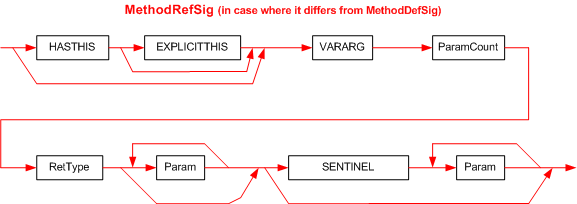 MethodRefSig (in case where it differs from MethodDefSig)
HASTHIS EXPLICITTHIS VARARG ParamCount
RetType Param SENTINEL Param